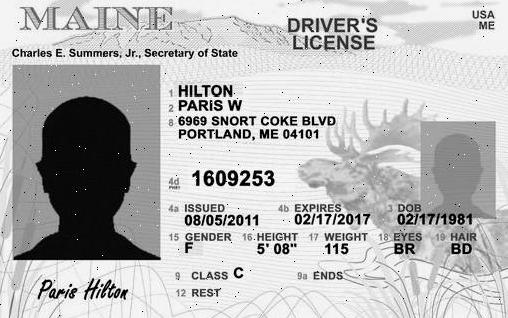 MAINE
DRIVER'S
LICENSE
USA
ME
Charles E. Summers, Jr., Secretary of State
1 HILTON
2 PARiS W
8 6969 SNORT COKE BLVD
PORTLAND, ME 04101
4d 1609253
4a ISSUED 4b EXPIRES 3 DOB
08/05/2011 02/17/2017 02/17/1981
15 GENDER 16 HEIGHT 17 WEIGHT 18 EYES 19 HAIR
F 5' 08" 115 BR BD
9 CLASS C 9a ENDS
12 REST
Paris Hilton